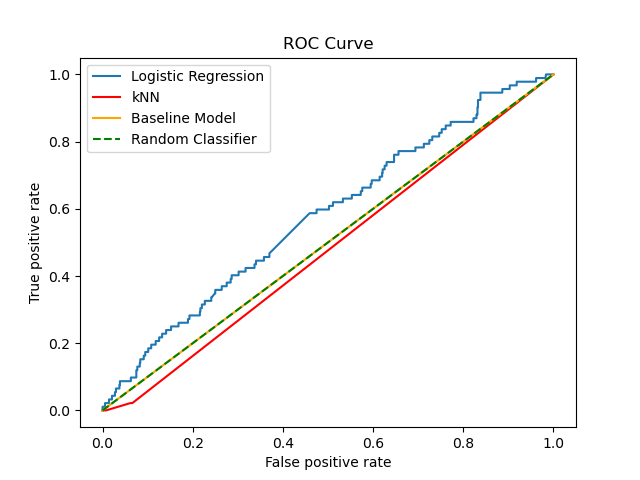 ROC Curve
Logistic Regression
kNN
Baseline Model
Random Classifier
1.0
0.8
0.6
0.4
0.2
0.0
True positive rate
0.0 0.2 0.4 0.6 0.8 1.0
False positive rate